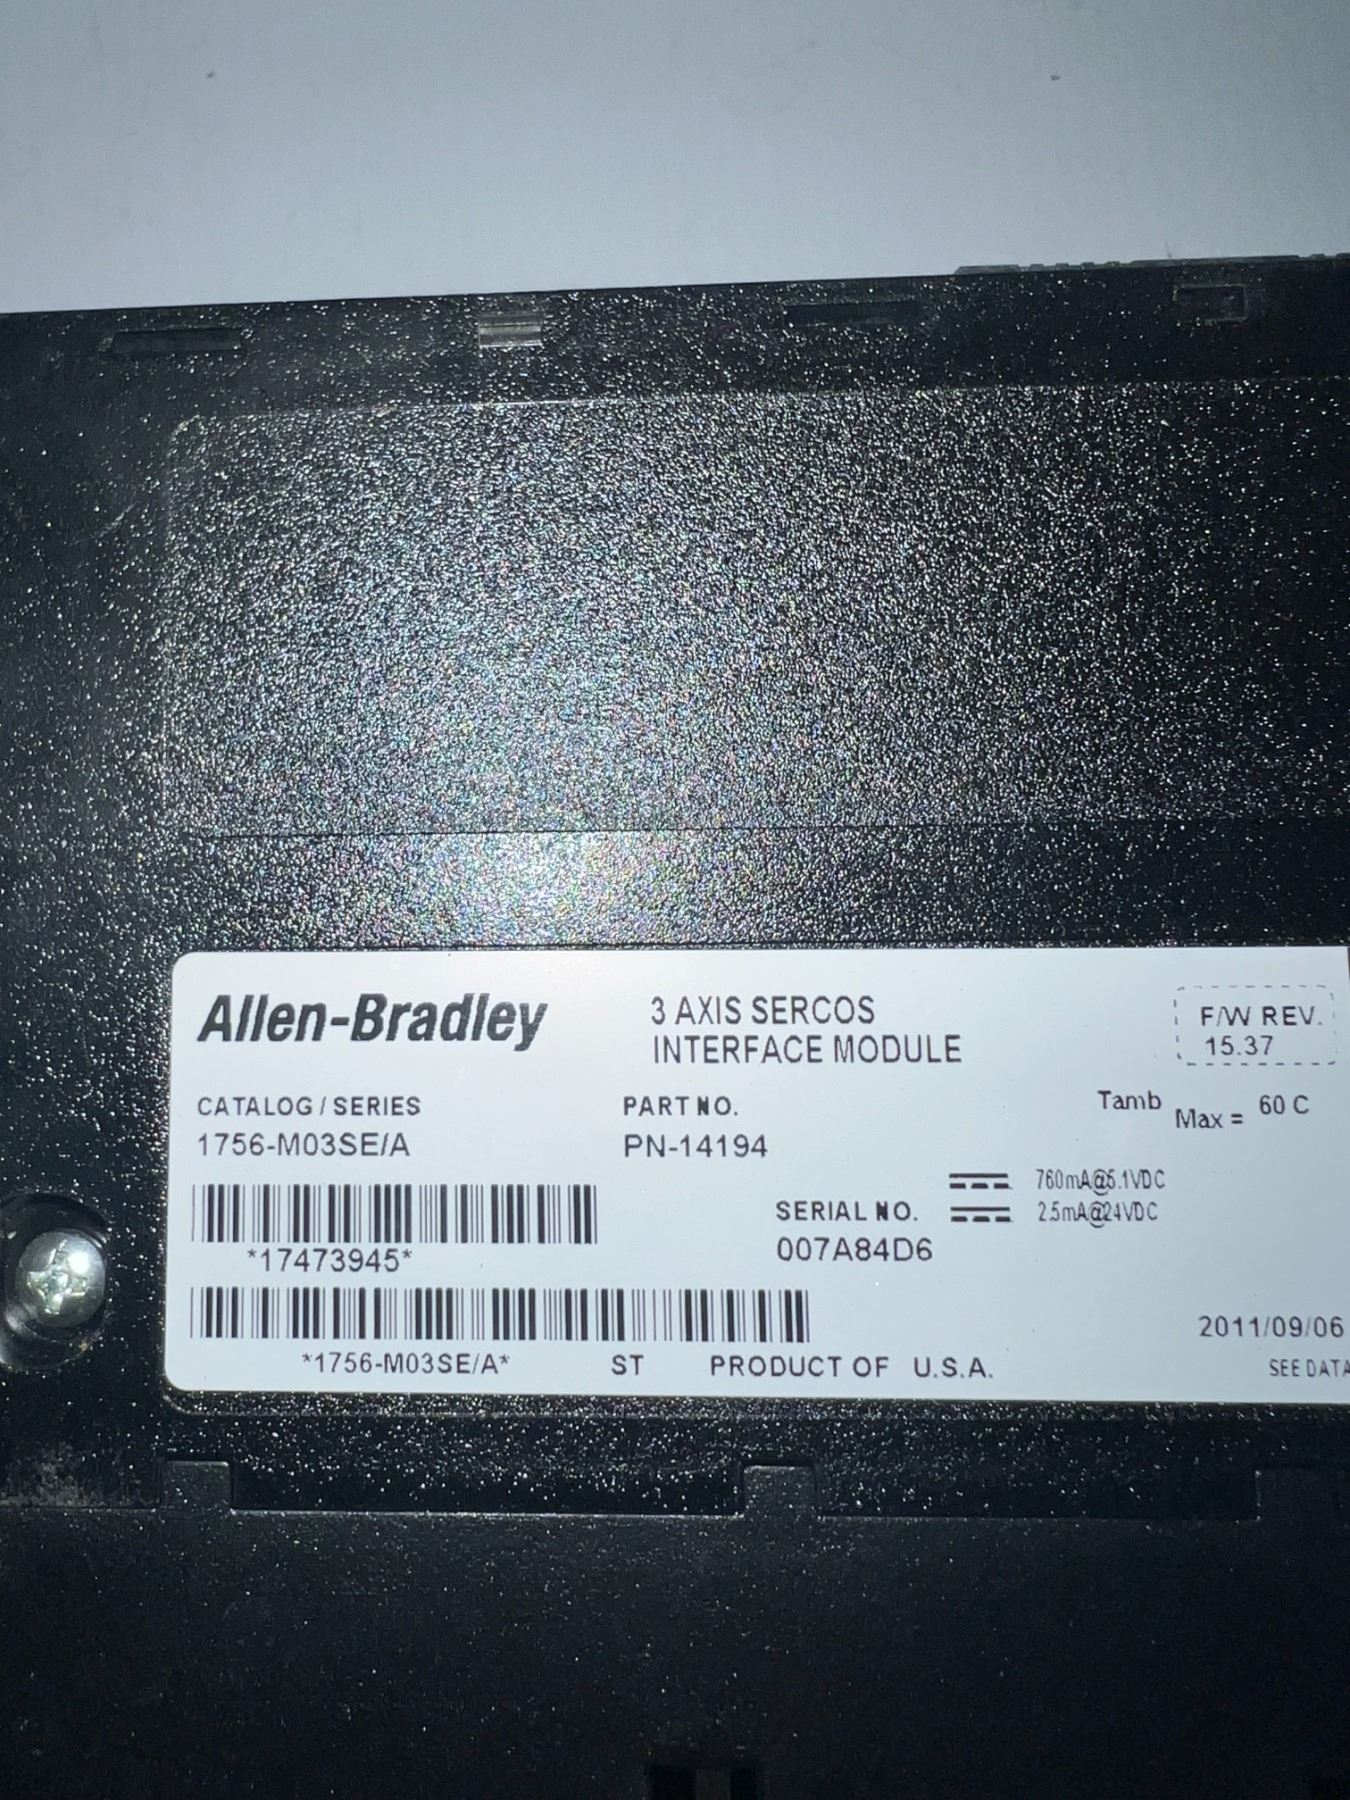 Allen-Bradley
3 AXIS SERCOS
INTERFACE MODULE
F/W REV.
15.37
CATALOG / SERIES
1756-M03SE/A
PART NO.
PN-14194
Tamb Max = 60 C
760mA@5.1VDC
2.5mA@24VDC
SERIAL NO.
007A84D6
*17473945*
2011/09/06
*1756-M03SE/A* ST PRODUCT OF U.S.A.
SEE DATA